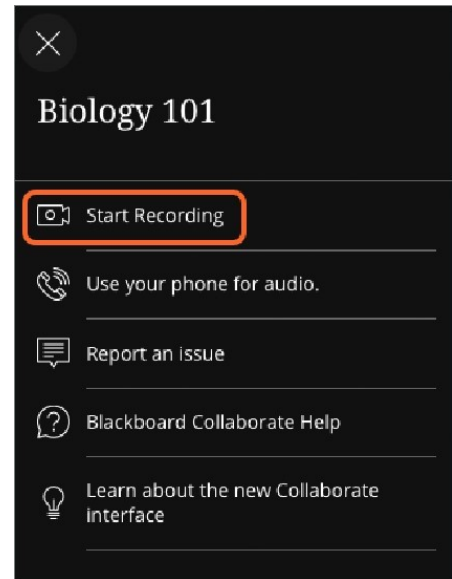 Biology 101
Start Recording
Use your phone for audio.
Report an issue
Blackboard Collaborate Help
Learn about the new Collaborate
interface